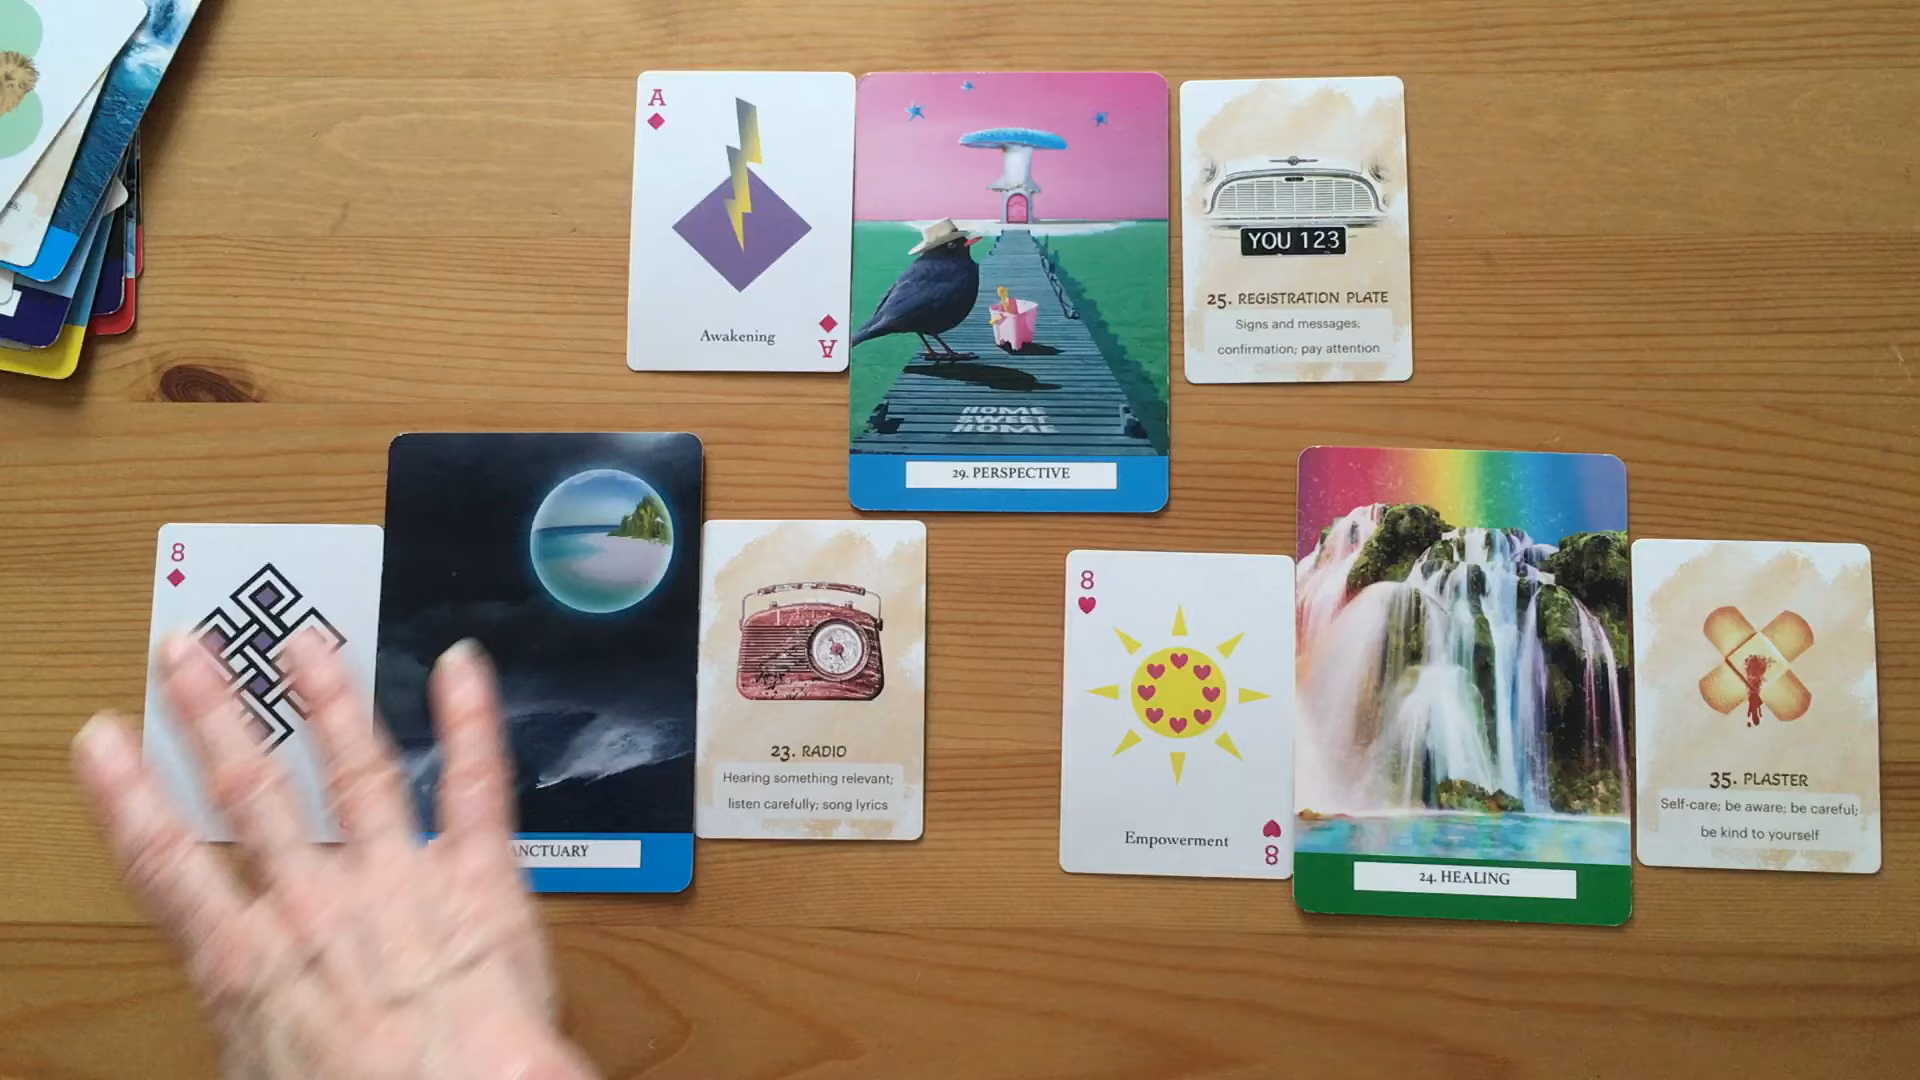 A
Awakening
A
HOME
SWEET
HOME
29. PERSPECTIVE
YOU 123
25. REGISTRATION PLATE
Signs and messages;
confirmation; pay attention
8
ANCTUARY
23. RADIO
Hearing something relevant;
listen carefully; song lyrics
8
Empowerment
8
24. HEALING
35. PLASTER
Self-care; be aware; be careful;
be kind to yourself